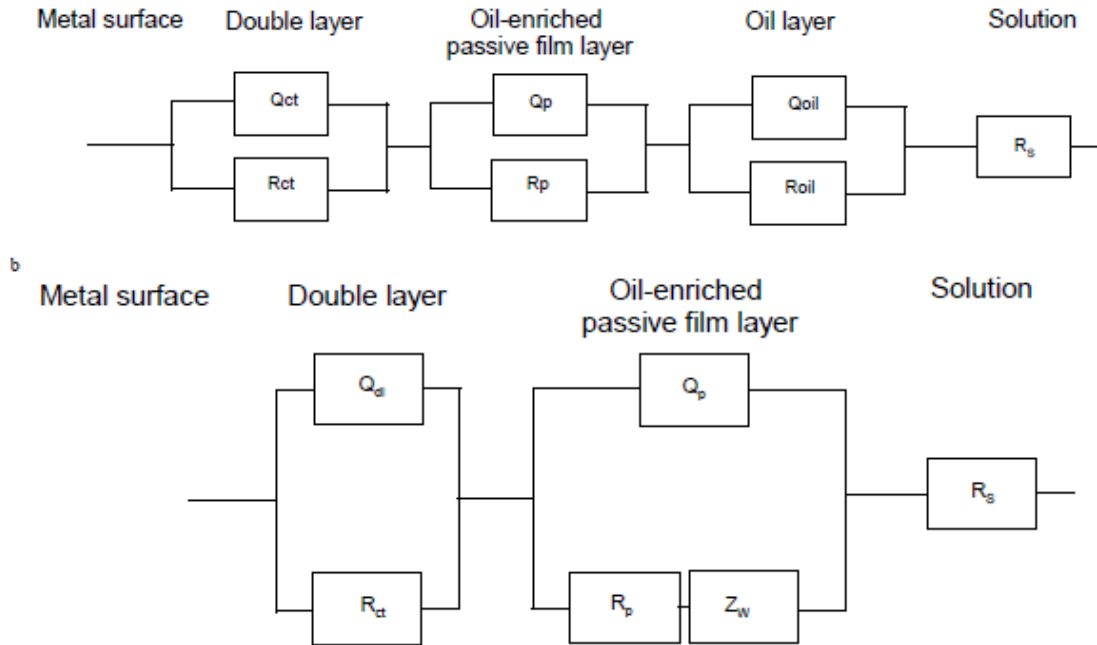 Metal surface Double layer Oil-enriched Oil layer Solution
passive film layer
Qct Qp Qoil
Rs
Rct Rp Roil
b
Metal surface Double layer Oil-enriched Solution
passive film layer
Qdl Qp
Rs
Rct Rp Zw